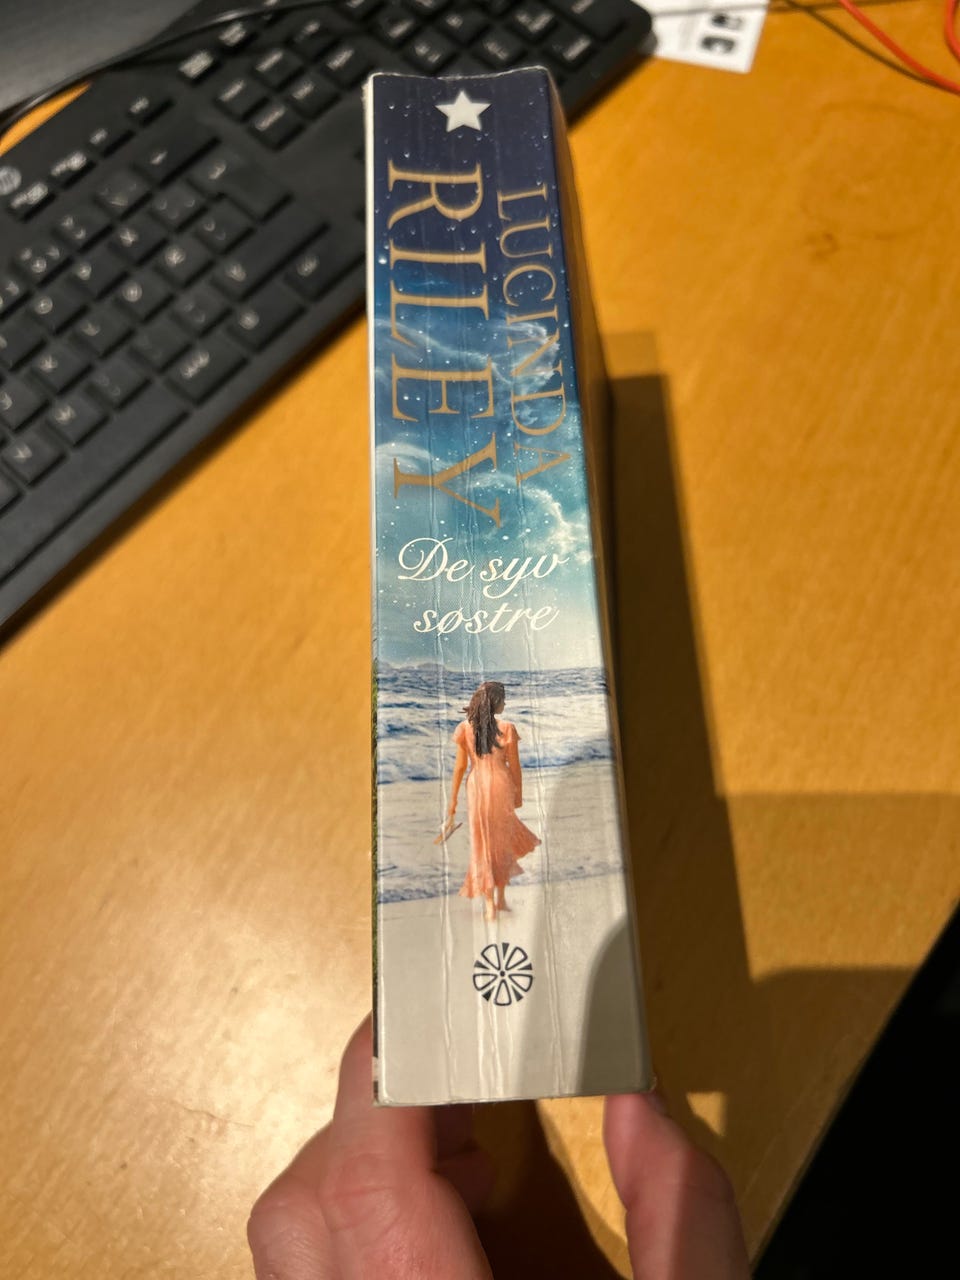 LUCINDA
RILEY
De syv
søstre